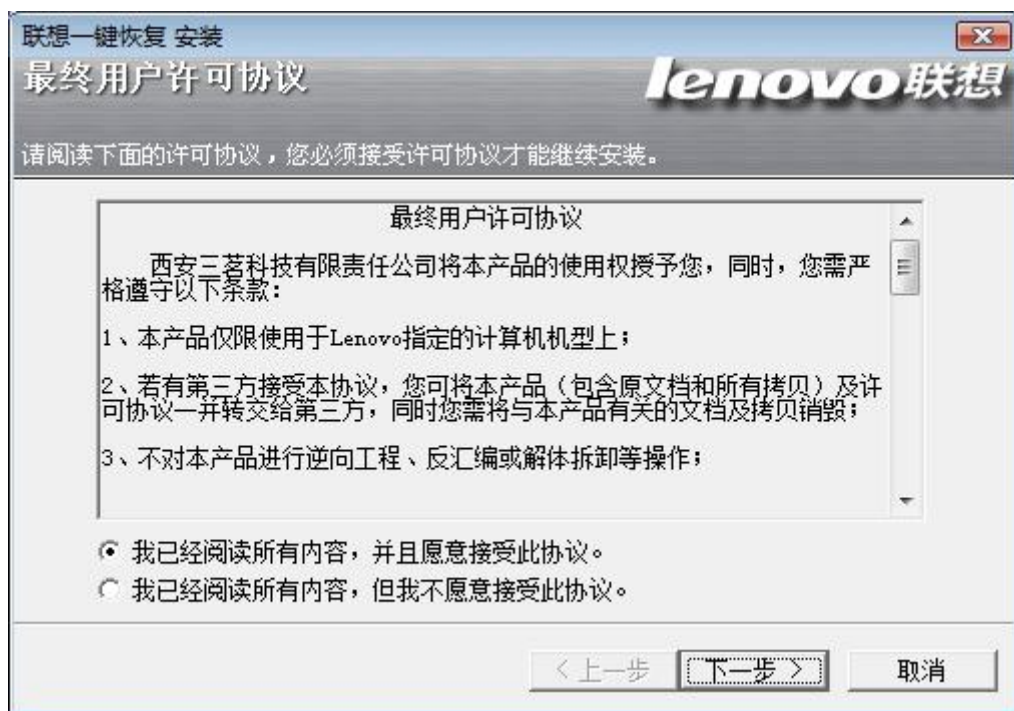 联想一键恢复 安装
最终用户许可协议
lenovo联想
请阅读下面的许可协议，您必须接受许可协议才能继续安装。
最终用户许可协议
西安三茗科技有限责任公司将本产品的使用权授予您，同时，您需严
格遵守以下条款：
1、本产品仅限使用于Lenovo指定的计算机机型上；
2、若有第三方接受本协议，您可将本产品（包含原文档和所有拷贝）及许
可协议一并转交给第三方，同时您需将与本产品有关的文档及拷贝销毁；
3、不对本产品进行逆向工程、反汇编或解体拆卸等操作；
我已经阅读所有内容，并且愿意接受此协议。
我已经阅读所有内容，但我不愿意接受此协议。
< 上一步
下一步 >
取消